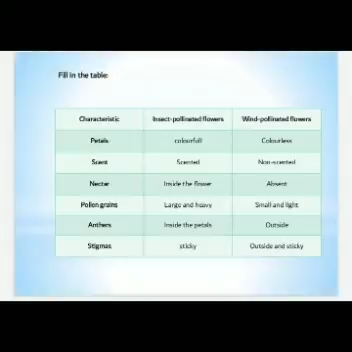 Fill in the table:
Characteristic Insect-pollinated flowers Wind-pollinated flowers
Petals colourfull Colourless
Scent Scented Non-scented
Nectar Inside the flower Absent
Pollen grains Large and heavy Small and light
Anthers Inside the petals Outside
Stigmas sticky Outside and sticky